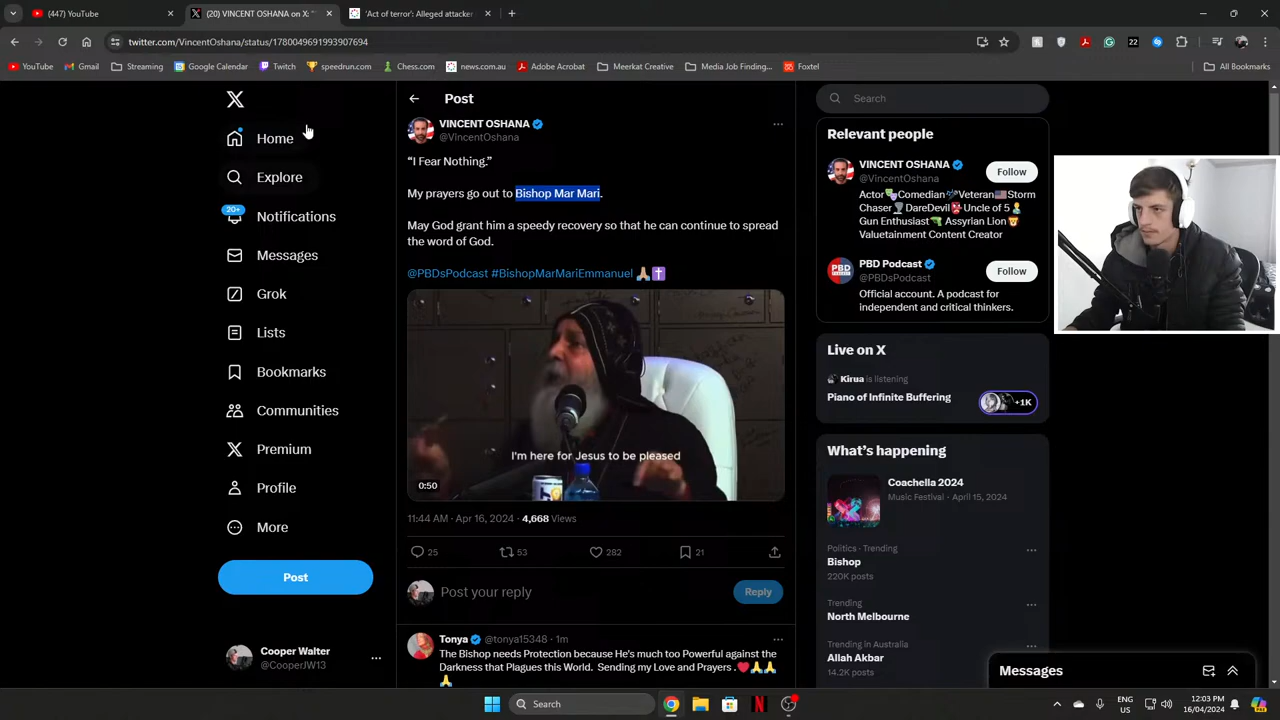 (447) YouTube
(20) VINCENT OSHANA on X: "
'Act of terror': Alleged attacker
twitter.com/VincentOshana/status/1780049691993907694
22
YouTube
Gmail
Streaming
Google Calendar
Twitch
speedrun.com
Chess.com
news.com.au
Adobe Acrobat
Meerkat Creative
Media Job Finding...
Foxtel
All Bookmarks
Home
Explore
20+
Notifications
Messages
Grok
Lists
Bookmarks
Communities
Premium
Profile
More
Post
Cooper Walter
@CooperJW13
Post
VINCENT OSHANA
@VincentOshana
“I Fear Nothing.”
My prayers go out to Bishop Mar Mari.
May God grant him a speedy recovery so that he can continue to spread
the word of God.
@PBDsPodcast #BishopMarMariEmmanuel 🙏🏽✝️
I'm here for Jesus to be pleased
0:50
11:44 AM · Apr 16, 2024 · 4,668 Views
25
53
282
21
Post your reply
Reply
Tonya @tonya15348 · 1m
The Bishop needs Protection because He's much too Powerful against the
Darkness that Plagues this World. Sending my Love and Prayers .❤️🙏🙏
🙏
Search
Relevant people
VINCENT OSHANA
@VincentOshana
Follow
Actor🎭Comedian🎤Veteran🇺🇸Storm
Chaser🌪DareDevil👺Uncle of 5👶
Gun Enthusiast🔫 Assyrian Lion🦁
Valuetainment Content Creator
PBD Podcast
@PBDsPodcast
Follow
Official account. A podcast for
independent and critical thinkers.
Live on X
Kirua is listening
Piano of Infinite Buffering
+1K
What’s happening
Coachella 2024
Music Festival · April 15, 2024
Politics · Trending
Bishop
220K posts
Trending
North Melbourne
Trending in Australia
Allah Akbar
Messages
Search
ENG
US
12:03 PM
16/04/2024